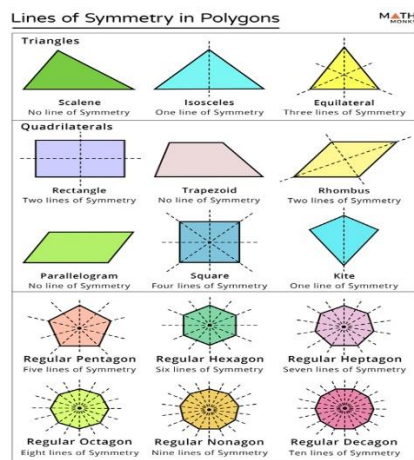 Lines of Symmetry in Polygons
MATH
MONKS
Triangles
Scalene
No line of Symmetry
Isosceles
One line of Symmetry
Equilateral
Three lines of Symmetry
Quadrilaterals
Rectangle
Two lines of Symmetry
Trapezoid
No line of Symmetry
Rhombus
Two lines of Symmetry
Parallelogram
No line of Symmetry
Square
Four lines of Symmetry
Kite
One line of Symmetry
Regular Pentagon
Five lines of Symmetry
Regular Hexagon
Six lines of Symmetry
Regular Heptagon
Seven lines of Symmetry
Regular Octagon
Eight lines of Symmetry
Regular Nonagon
Nine lines of Symmetry
Regular Decagon
Ten lines of Symmetry